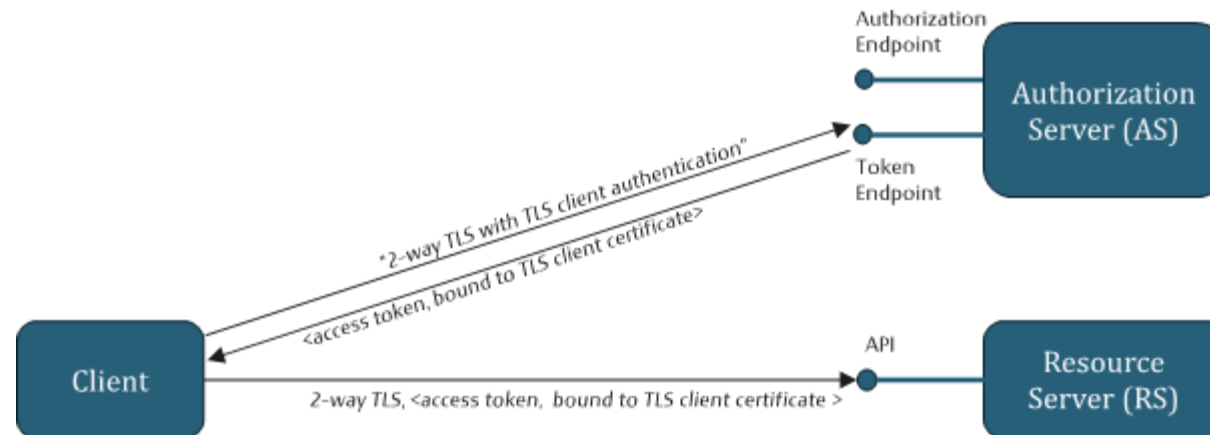 Authorization
Endpoint
Authorization
Server (AS)
Token
Endpoint
"2-way TLS with TLS client authentication"
<access token, bound to TLS client certificate>
Client
API
Resource
Server (RS)
2-way TLS, <access token, bound to TLS client certificate >